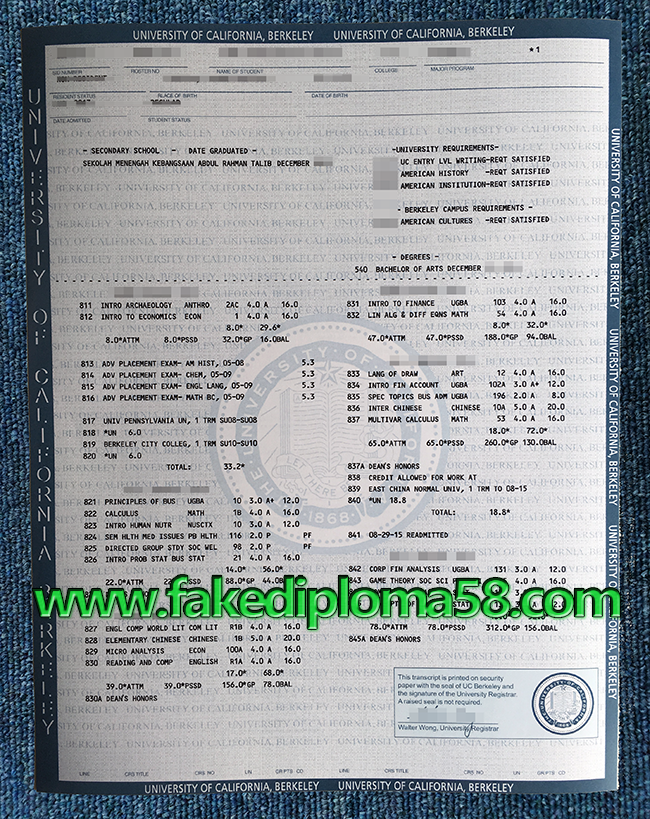 UNIVERSITY OF CALIFORNIA, BERKELEY UNIVERSITY OF CALIFORNIA, BERKELEY
*1
SID NUMBER ROSTER NO NAME OF STUDENT COLLEGE MAJOR PROGRAM
NON-RESIDENT
RESIDENT STATUS PLACE OF BIRTH DATE OF BIRTH
REGULAR
DATE ADMITTED STUDENT STATUS
- SECONDARY SCHOOL - DATE GRADUATED -
SEKOLAH MENENGAH KEBANGSAAN ABDUL RAHMAN TALIB DECEMBER
-UNIVERSITY REQUIREMENTS-
UC ENTRY LVL WRITING-REQT SATISFIED
AMERICAN HISTORY -REQT SATISFIED
AMERICAN INSTITUTION-REQT SATISFIED
- BERKELEY CAMPUS REQUIREMENTS -
AMERICAN CULTURES -REQT SATISFIED
- DEGREES -
540 BACHELOR OF ARTS DECEMBER
811 INTRO ARCHAEOLOGY ANTHRO 2AC 4.0 A 16.0
812 INTRO TO ECONOMICS ECON 1 4.0 A 16.0
8.0* 29.6*
8.0*ATTM 8.0*PSSD 32.0*GP 16.0BAL
813 ADV PLACEMENT EXAM- AM HIST, 05-08 5.3
814 ADV PLACEMENT EXAM- CHEM, 05-09 5.3
815 ADV PLACEMENT EXAM- ENGL LANG, 05-09 5.3
816 ADV PLACEMENT EXAM- MATH BC, 05-09 5.3
817 UNIV PENNSYLVANIA UN, 1 TRM SU08-SU08
818 *UN 6.0
819 BERKELEY CITY COLLEG, 1 TRM SU10-SU10
820 *UN 6.0
TOTAL: 33.2*
821 PRINCIPLES OF BUS UGBA 10 3.0 A+ 12.0
822 CALCULUS MATH 1B 4.0 A 16.0
823 INTRO HUMAN NUTR NUSCTX 10 3.0 A 12.0
824 SEM HLTH MED ISSUES PB HLTH 116 2.0 P PF
825 DIRECTED GROUP STDY SOC WEL 98 2.0 P PF
826 INTRO PROB STAT BUS STAT 21 4.0 A 16.0
14.0* 56.0*
22.0*ATTM 88.0*GP 44.0BAL
827 ENGL COMP WORLD LIT COM LIT R1B 4.0 A 16.0
828 ELEMENTARY CHINESE CHINESE 1B 5.0 A 20.0
829 MICRO ANALYSIS ECON 100A 4.0 A 16.0
830 READING AND COMP ENGLISH R1A 4.0 A 16.0
17.0* 68.0*
39.0*ATTM 39.0*PSSD 156.0*GP 78.0BAL
830A DEAN'S HONORS
831 INTRO TO FINANCE UGBA 103 4.0 A 16.0
832 LIN ALG & DIFF EQNS MATH 54 4.0 A 16.0
8.0* 32.0*
47.0*ATTM 47.0*PSSD 188.0*GP 94.0BAL
833 LANG OF DRAW ART 12 4.0 A 16.0
834 INTRO FIN ACCOUNT UGBA 102A 3.0 A+ 12.0
835 SPEC TOPICS BUS ADM UGBA 196 2.0 A 8.0
836 INTER CHINESE CHINESE 10A 5.0 A 20.0
837 MULTIVAR CALCULUS MATH 53 4.0 A 16.0
18.0* 72.0*
65.0*ATTM 65.0*PSSD 260.0*GP 130.0BAL
837A DEAN'S HONORS
838 CREDIT ALLOWED FOR WORK AT
839 EAST CHINA NORMAL UNIV, 1 TRM TO 08-15
840 *UN 18.8
TOTAL: 18.8*
841 08-29-15 READMITTED
842 CORP FIN ANALYSIS UGBA 131 3.0 A 12.0
843 GAME THEORY SOC SCI
www.fakediploma58.com
78.0*ATTM 78.0*PSSD 312.0*GP 156.0BAL
845A DEAN'S HONORS
This transcript is printed on security
paper with the seal of UC Berkeley and
the signature of the University Registrar.
A raised seal is not required.
Walter Wong, University Registrar
LINE CRS TITLE CRS NO UN GR PTS CD LINE CRS TITLE CRS NO UN GR PTS CD
UNIVERSITY OF CALIFORNIA, BERKELEY UNIVERSITY OF CALIFORNIA, BERKELEY
UNIVERSITY OF CALIFORNIA BERKELEY
UNIVERSITY OF CALIFORNIA, BERKELEY UNIVERSITY OF CALIFORNIA, BERKELEY UNIVERSITY OF CALIFORNIA, BERKELEY